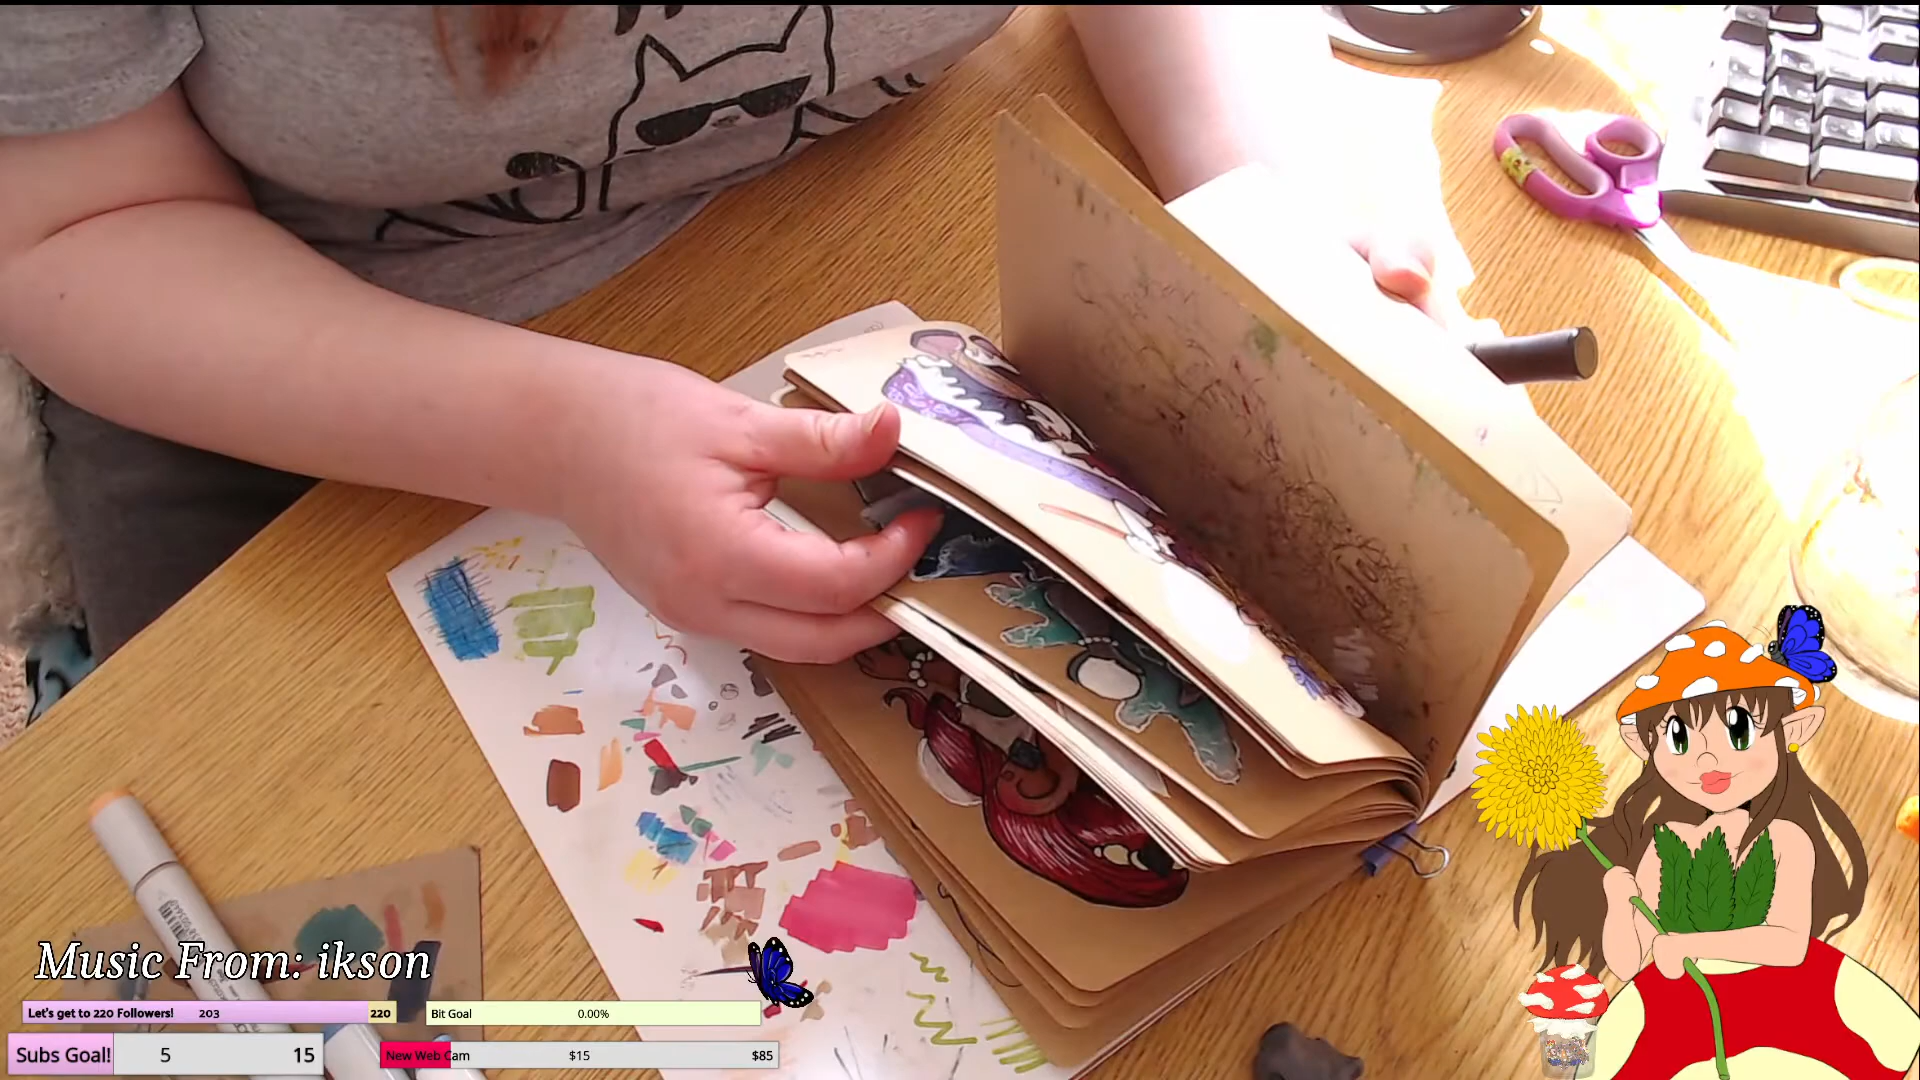 Music From: ikson
Let's get to 220 Followers! 203 220
Bit Goal 0.00%
Subs Goal! 5 15
New Web Cam $15 $85